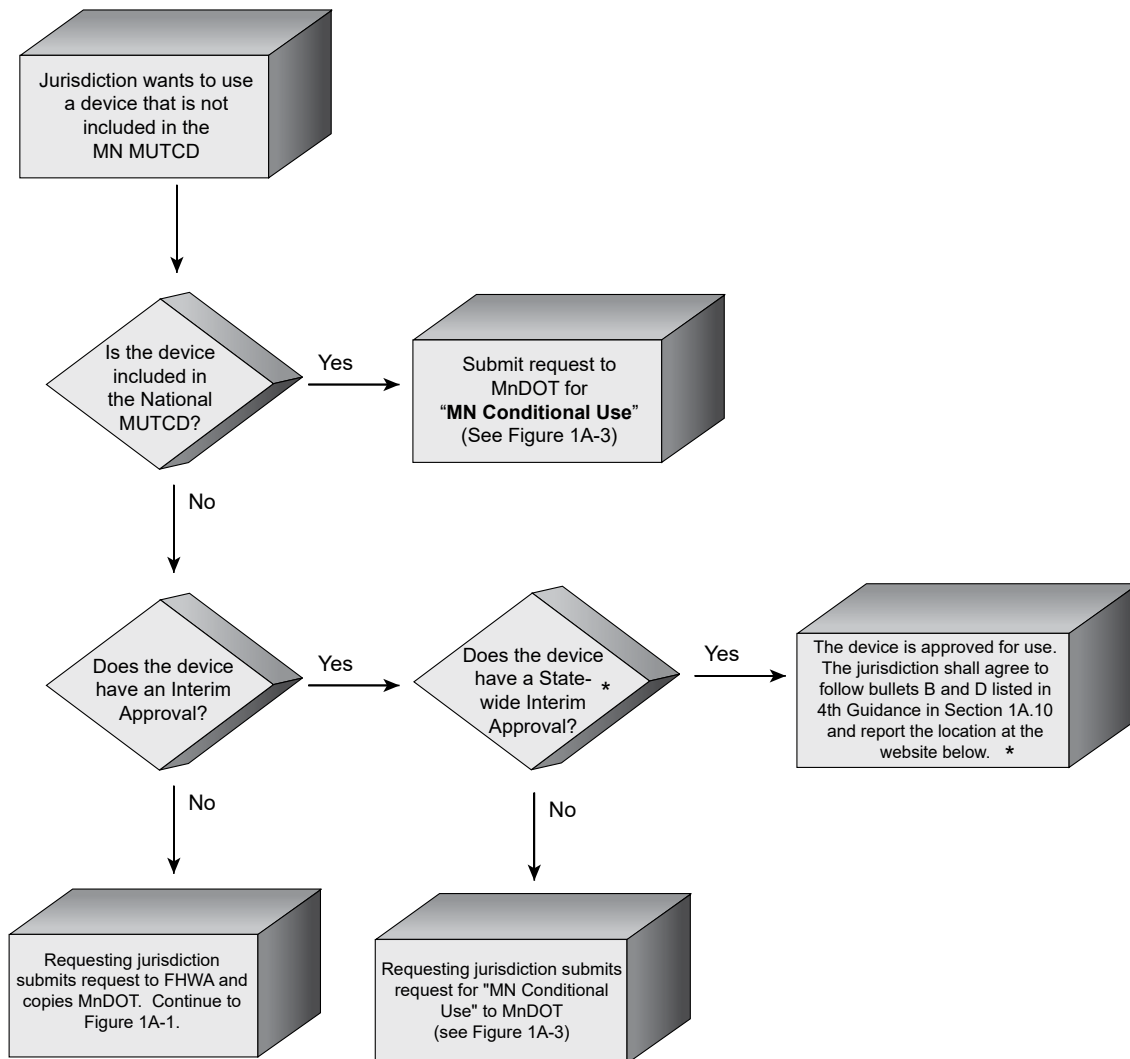 Jurisdiction wants to use
a device that is not
included in the
MN MUTCD
Is the device
included in
the National
MUTCD?
Yes
Submit request to
MnDOT for
“MN Conditional Use”
(See Figure 1A-3)
No
Does the device
have an Interim
Approval?
Yes
Does the device
have a State-
wide Interim *
Approval?
Yes
The device is approved for use.
The jurisdiction shall agree to
follow bullets B and D listed in
4th Guidance in Section 1A.10
and report the location at the
website below. *
No
No
Requesting jurisdiction
submits request to FHWA and
copies MnDOT. Continue to
Figure 1A-1.
Requesting jurisdiction submits
request for "MN Conditional
Use" to MnDOT
(see Figure 1A-3)